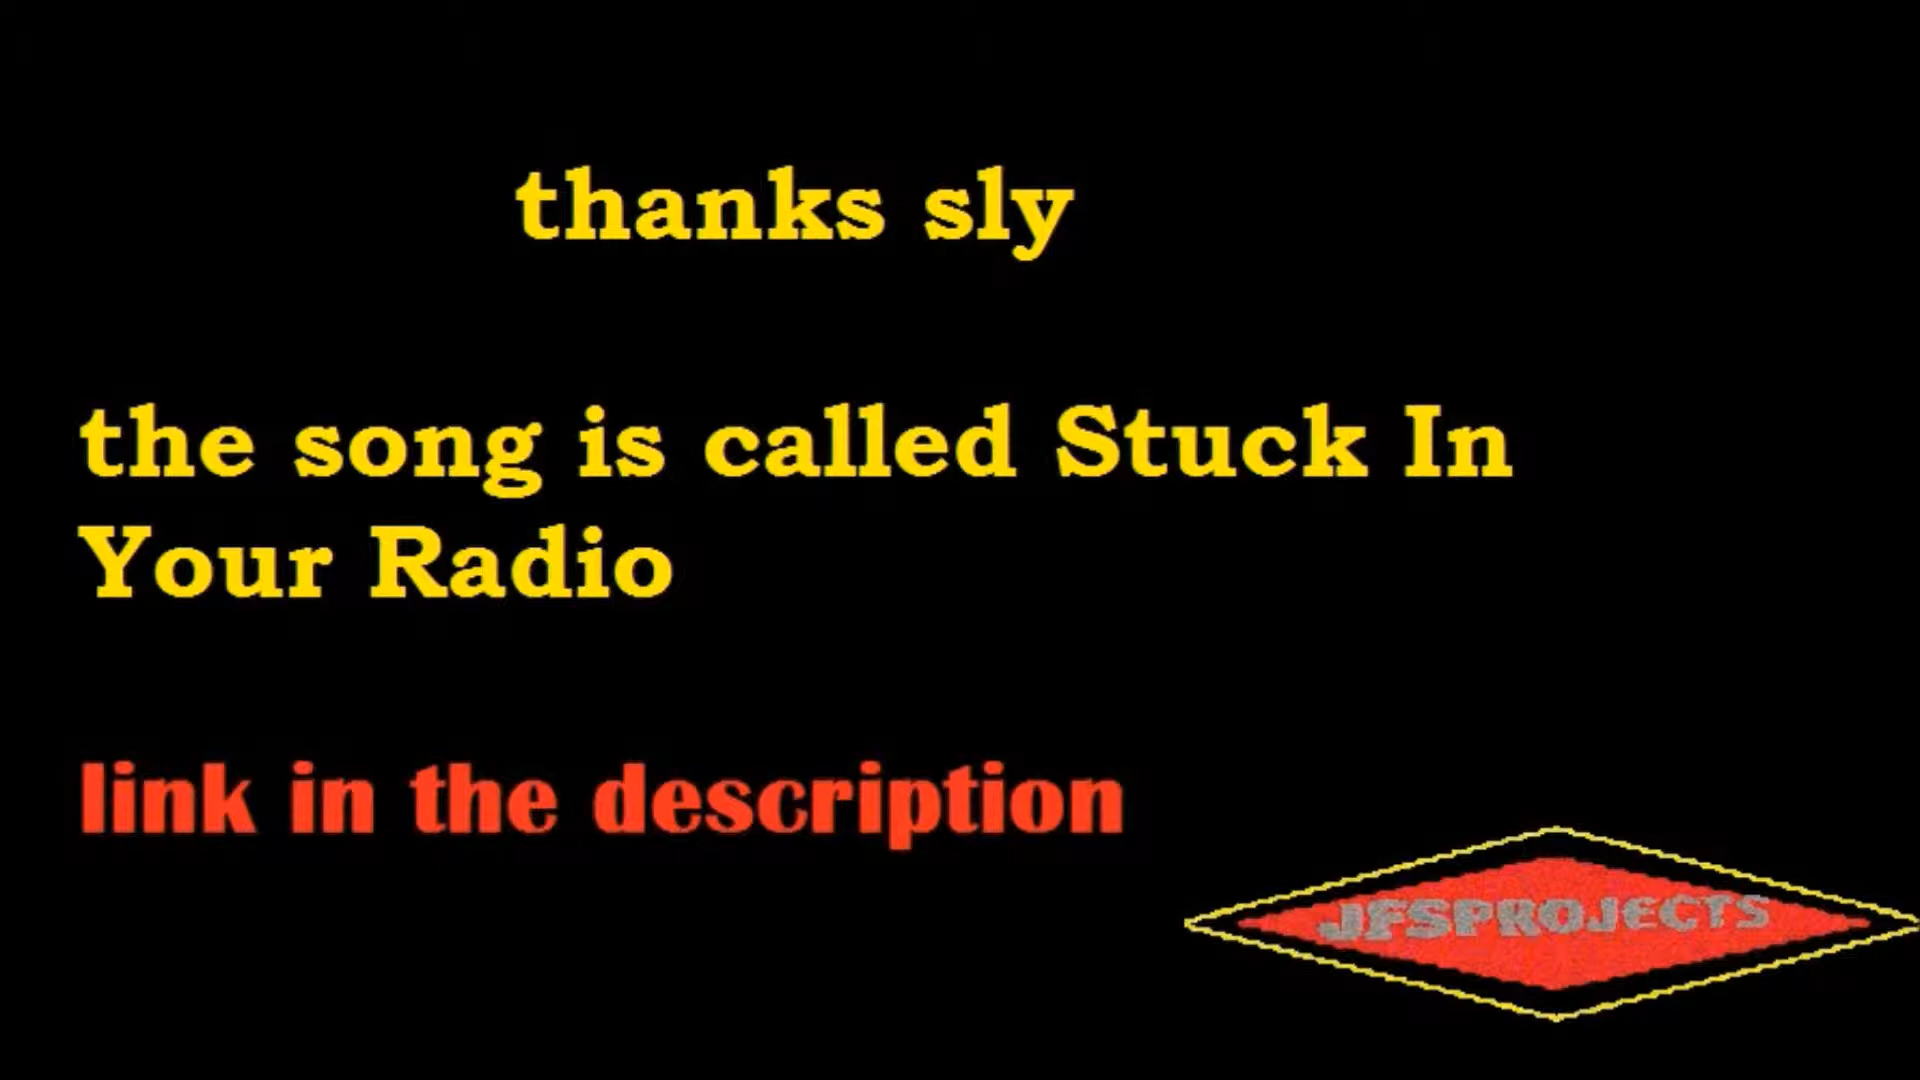 thanks sly
the song is called Stuck In
Your Radio
link in the description
JFSPROJECTS